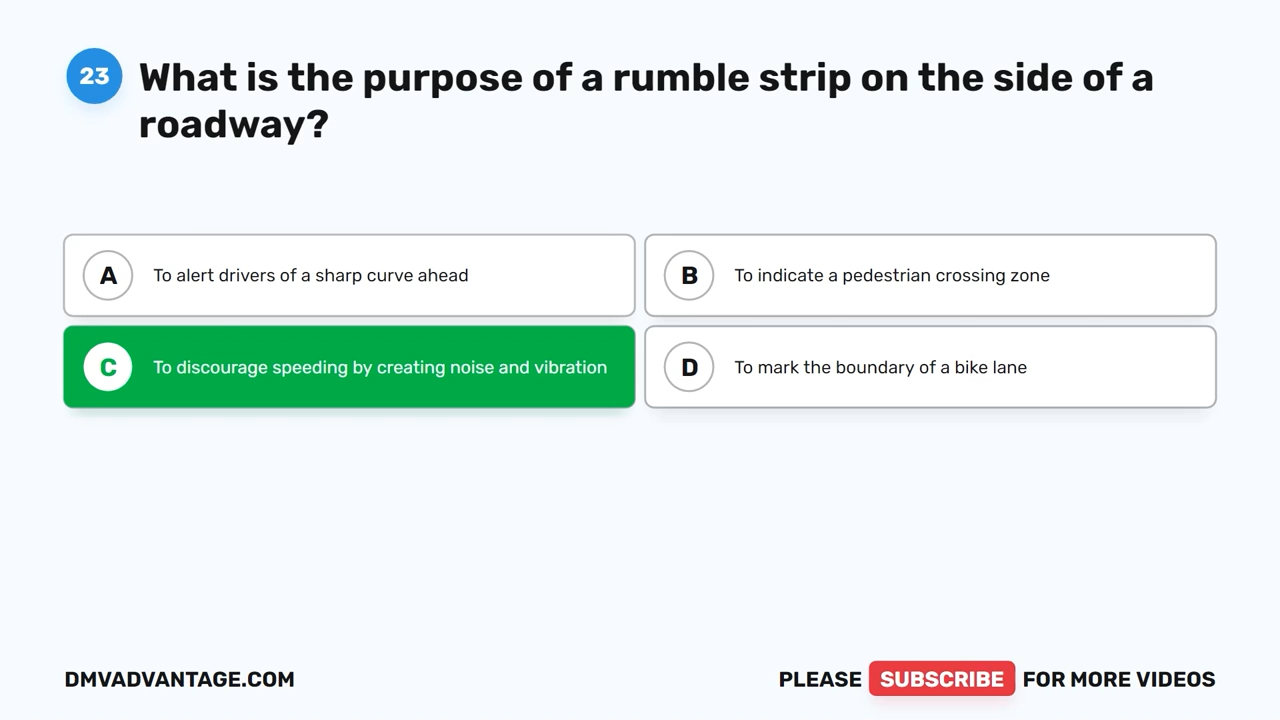 23
What is the purpose of a rumble strip on the side of a
roadway?
A To alert drivers of a sharp curve ahead
B To indicate a pedestrian crossing zone
C To discourage speeding by creating noise and vibration
D To mark the boundary of a bike lane
DMVADVANTAGE.COM
PLEASE SUBSCRIBE FOR MORE VIDEOS